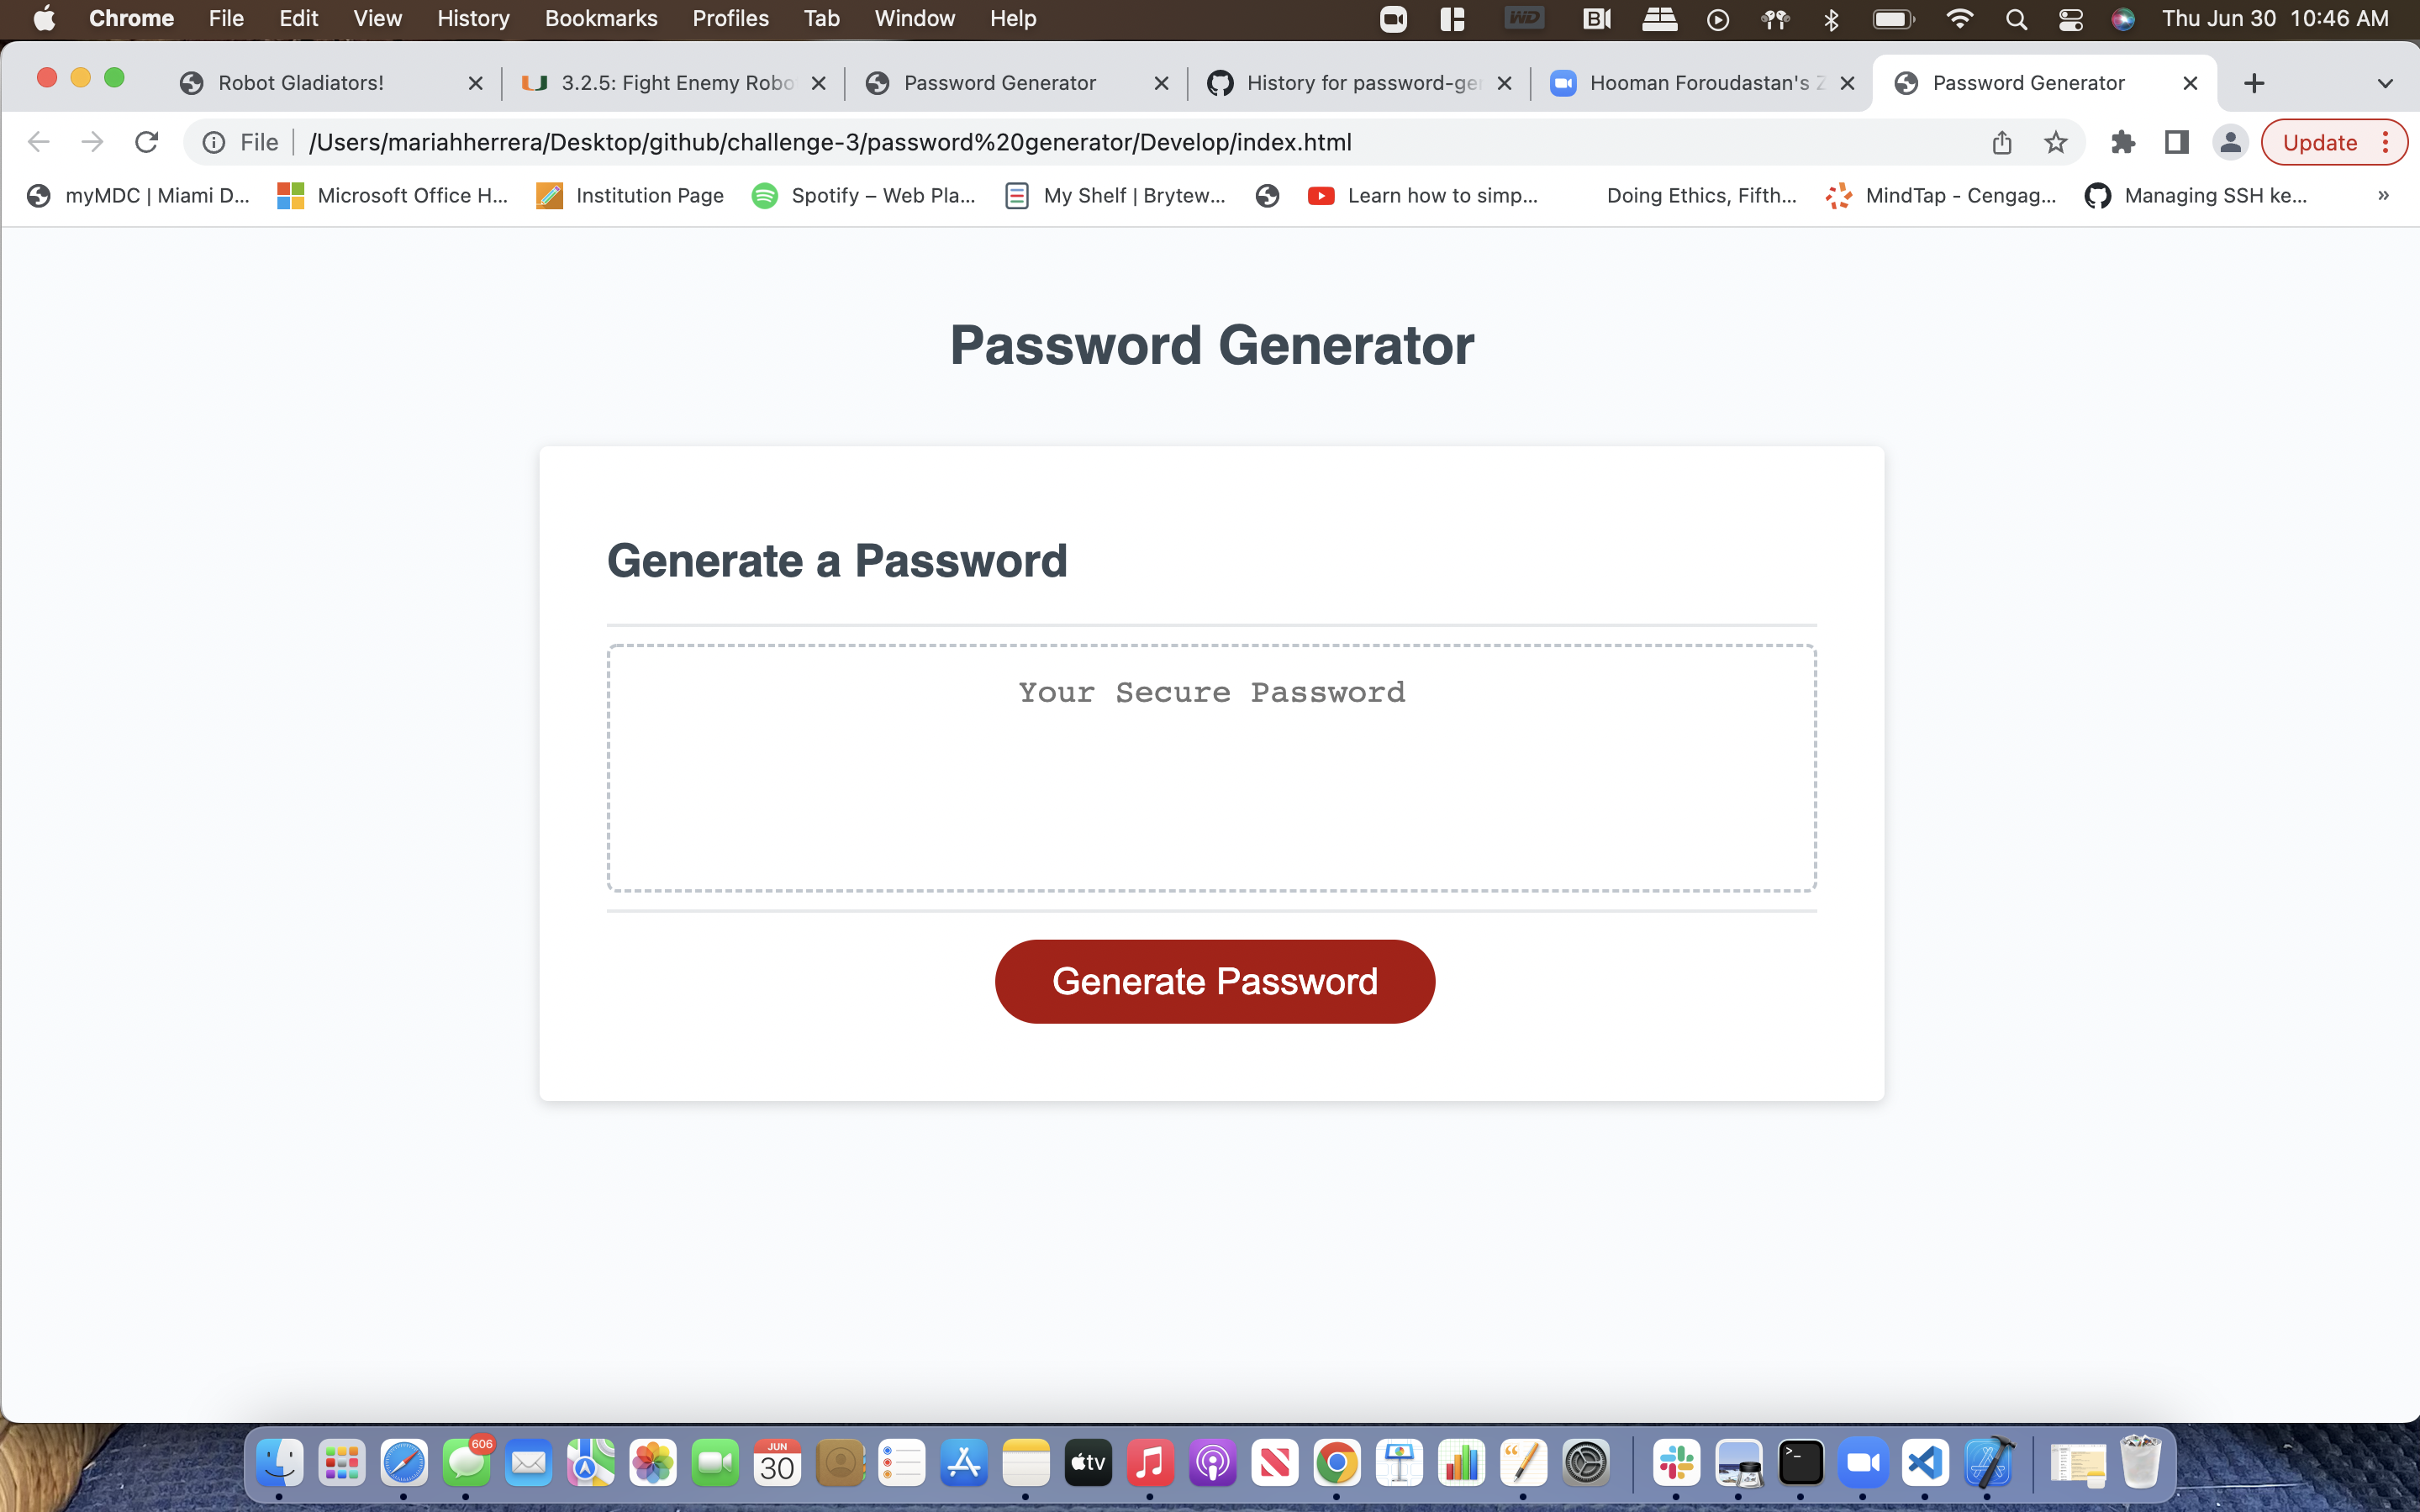 Chrome File Edit View History Bookmarks Profiles Tab Window Help WD B Thu Jun 30 10:46 AM
Robot Gladiators! 3.2.5: Fight Enemy Robo Password Generator History for password-ge Hooman Foroudastan's Z Password Generator
File /Users/mariahherrera/Desktop/github/challenge-3/password%20generator/Develop/index.html Update
myMDC | Miami D... Microsoft Office H... Institution Page Spotify – Web Pla... My Shelf | Brytew... Learn how to simp... Doing Ethics, Fifth... MindTap - Cengag... Managing SSH ke... »
Password Generator
Generate a Password
Your Secure Password
Generate Password
606
JUN
30
tv